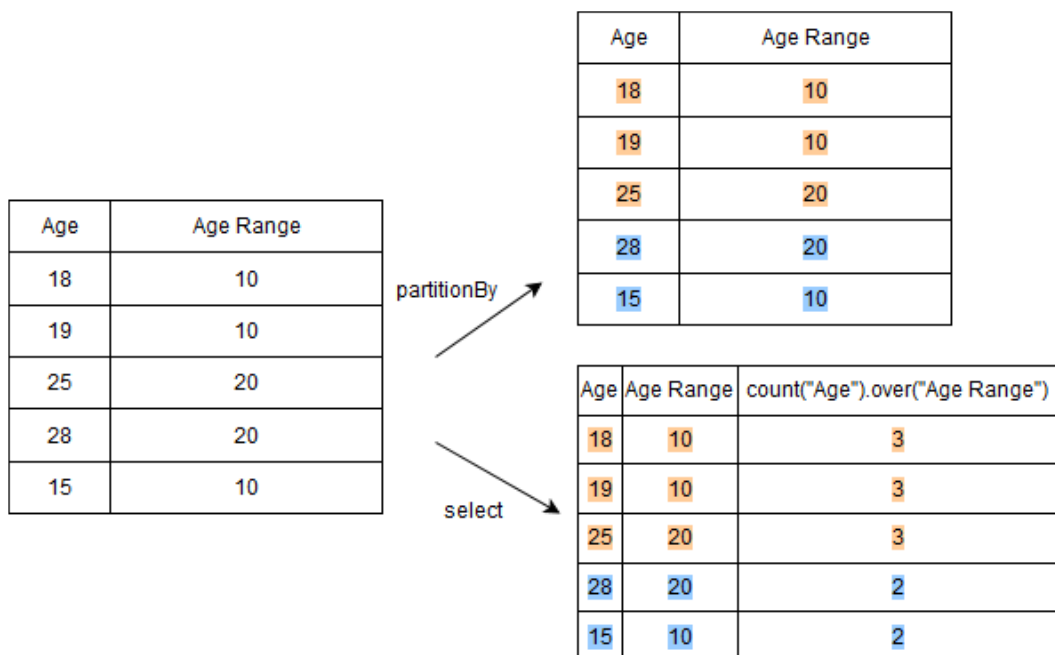 Age Age Range
18 10
19 10
25 20
28 20
15 10
partitionBy
select
Age Age Range
18 10
19 10
25 20
28 20
15 10
Age Age Range count("Age").over("Age Range")
18 10 3
19 10 3
25 20 3
28 20 2
15 10 2